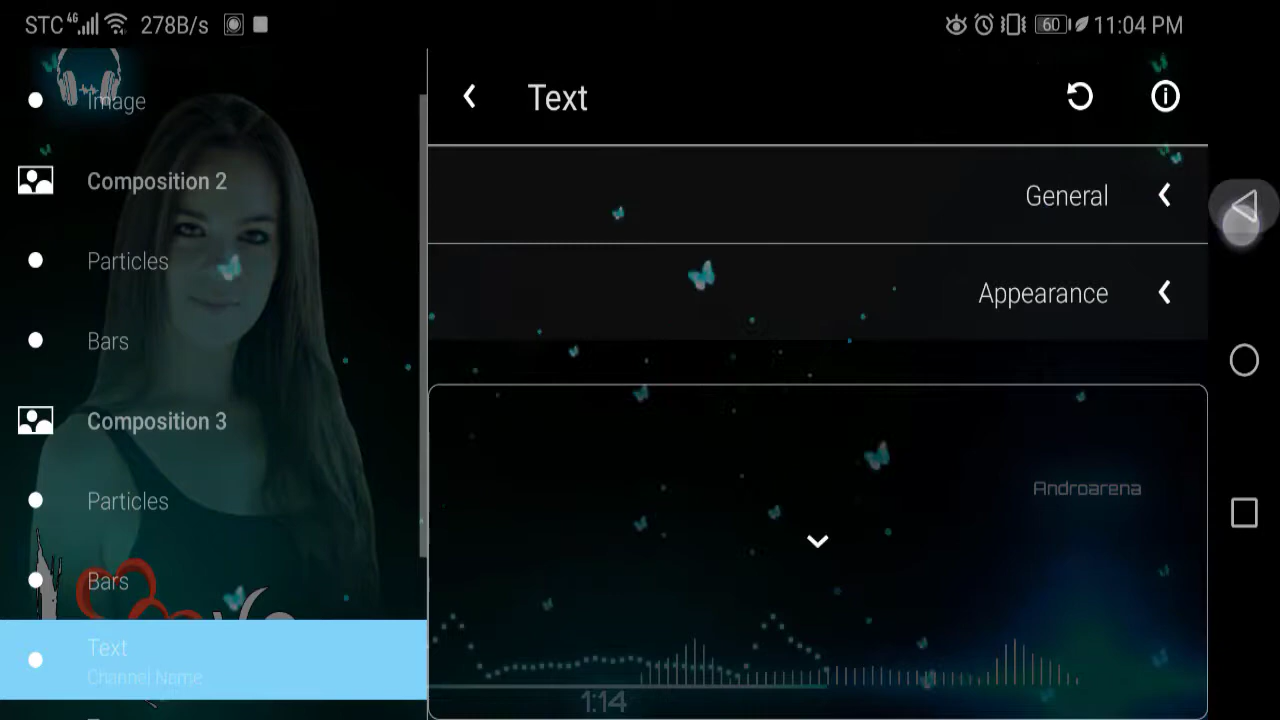 STC 4G 278B/s 60 11:04 PM
Image
Composition 2
Particles
Bars
Composition 3
Particles
Bars
Text
Channel Name
Text
General
Appearance
Androarena
1:14